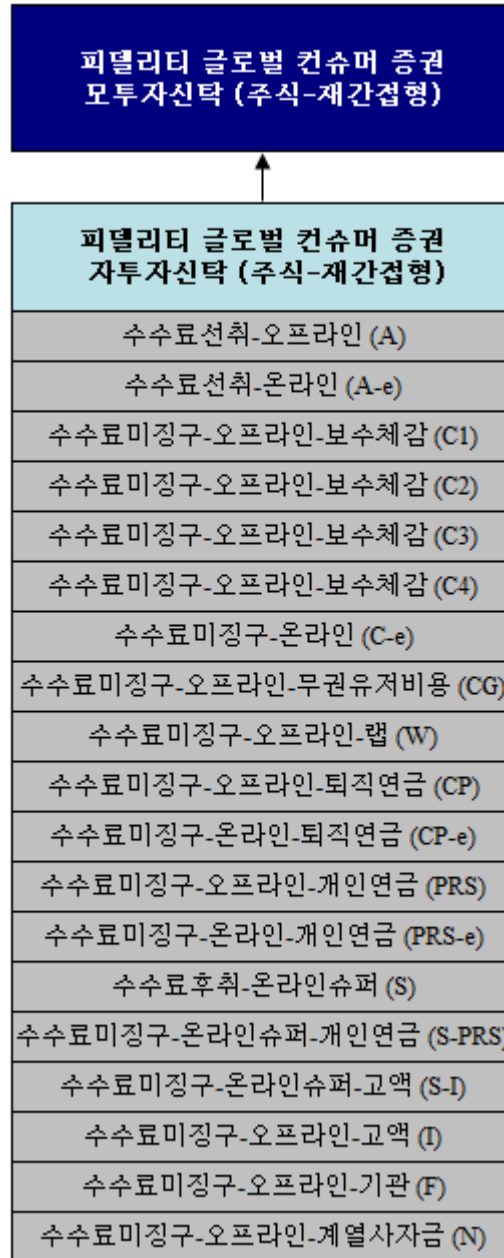 피델리티 글로벌 컨슈머 증권
모투자신탁 (주식-재간접형)
피델리티 글로벌 컨슈머 증권
자투자신탁 (주식-재간접형)
수수료선취-오프라인 (A)
수수료선취-온라인 (A-e)
수수료미징구-오프라인-보수체감 (C1)
수수료미징구-오프라인-보수체감 (C2)
수수료미징구-오프라인-보수체감 (C3)
수수료미징구-오프라인-보수체감 (C4)
수수료미징구-온라인 (C-e)
수수료미징구-오프라인-무권유저비용 (CG)
수수료미징구-오프라인-랩 (W)
수수료미징구-오프라인-퇴직연금 (CP)
수수료미징구-온라인-퇴직연금 (CP-e)
수수료미징구-오프라인-개인연금 (PRS)
수수료미징구-온라인-개인연금 (PRS-e)
수수료후취-온라인슈퍼 (S)
수수료미징구-온라인슈퍼-개인연금 (S-PRS)
수수료미징구-온라인슈퍼-고액 (S-I)
수수료미징구-오프라인-고액 (I)
수수료미징구-오프라인-기관 (F)
수수료미징구-오프라인-계열사자금 (N)